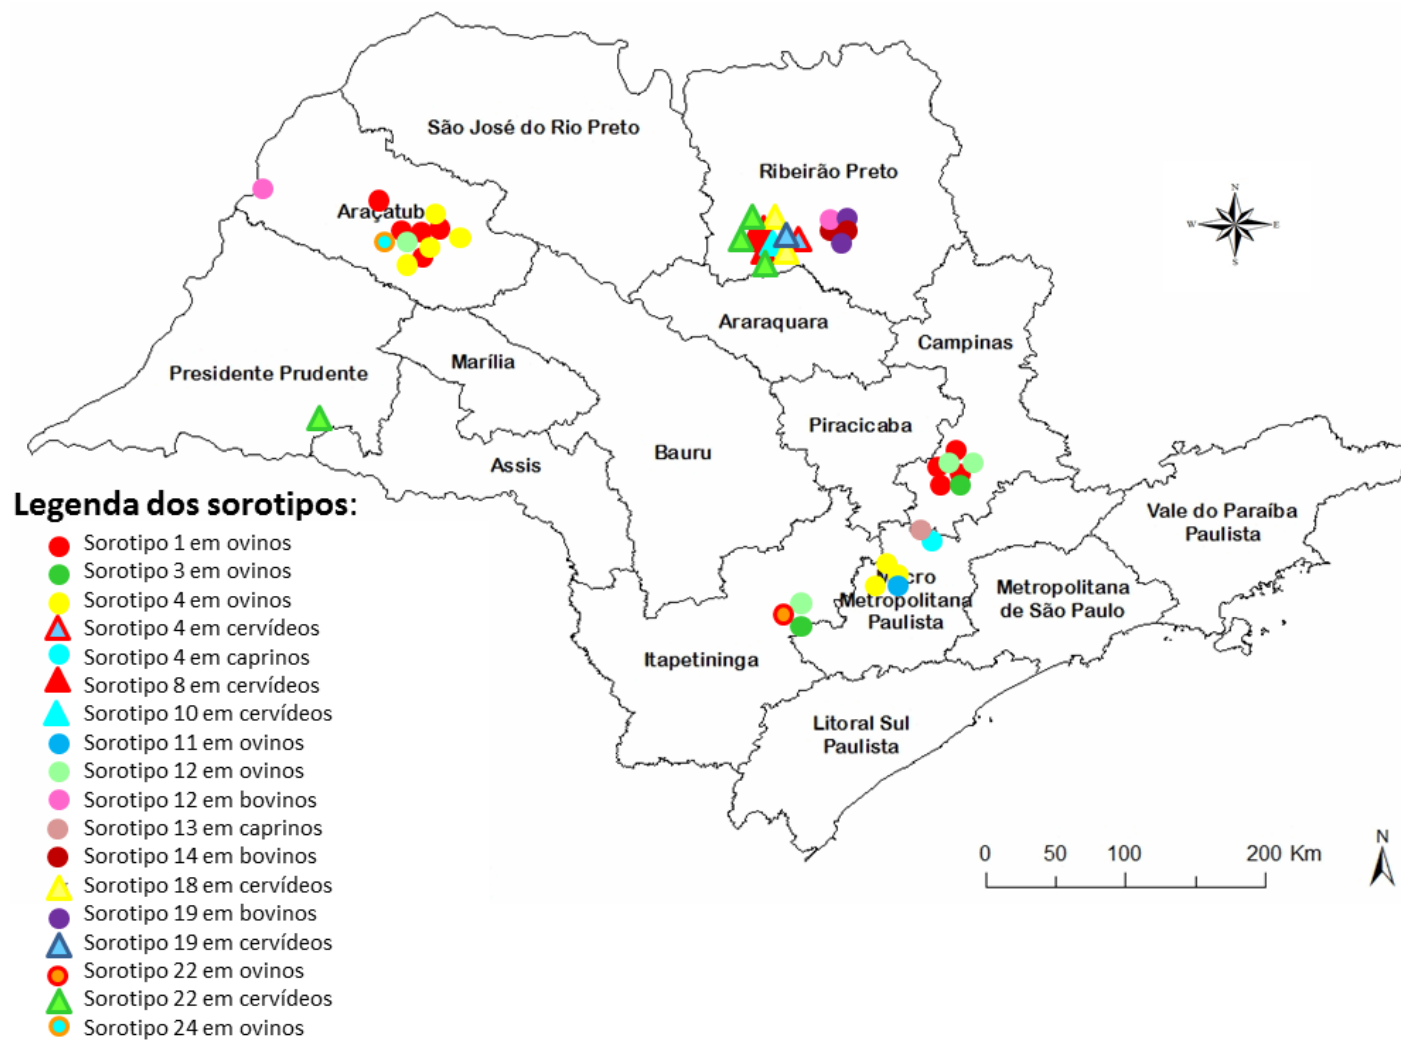 São José do Rio Preto
Ribeirão Preto
Araçatub
N
W
E
S
Araraquara
Campinas
Marília
Presidente Prudente
Piracicaba
Bauru
Assis
Vale do Paraíba
Paulista
Metropolitana
de São Paulo
cro
Metropolitana
Paulista
Itapetininga
Litoral Sul
Paulista
Legenda dos sorotipos:
Sorotipo 1 em ovinos
Sorotipo 3 em ovinos
Sorotipo 4 em ovinos
Sorotipo 4 em cervídeos
Sorotipo 4 em caprinos
Sorotipo 8 em cervídeos
Sorotipo 10 em cervídeos
Sorotipo 11 em ovinos
Sorotipo 12 em ovinos
Sorotipo 12 em bovinos
Sorotipo 13 em caprinos
Sorotipo 14 em bovinos
Sorotipo 18 em cervídeos
Sorotipo 19 em bovinos
Sorotipo 19 em cervídeos
Sorotipo 22 em ovinos
Sorotipo 22 em cervídeos
Sorotipo 24 em ovinos
0 50 100 200 Km
N